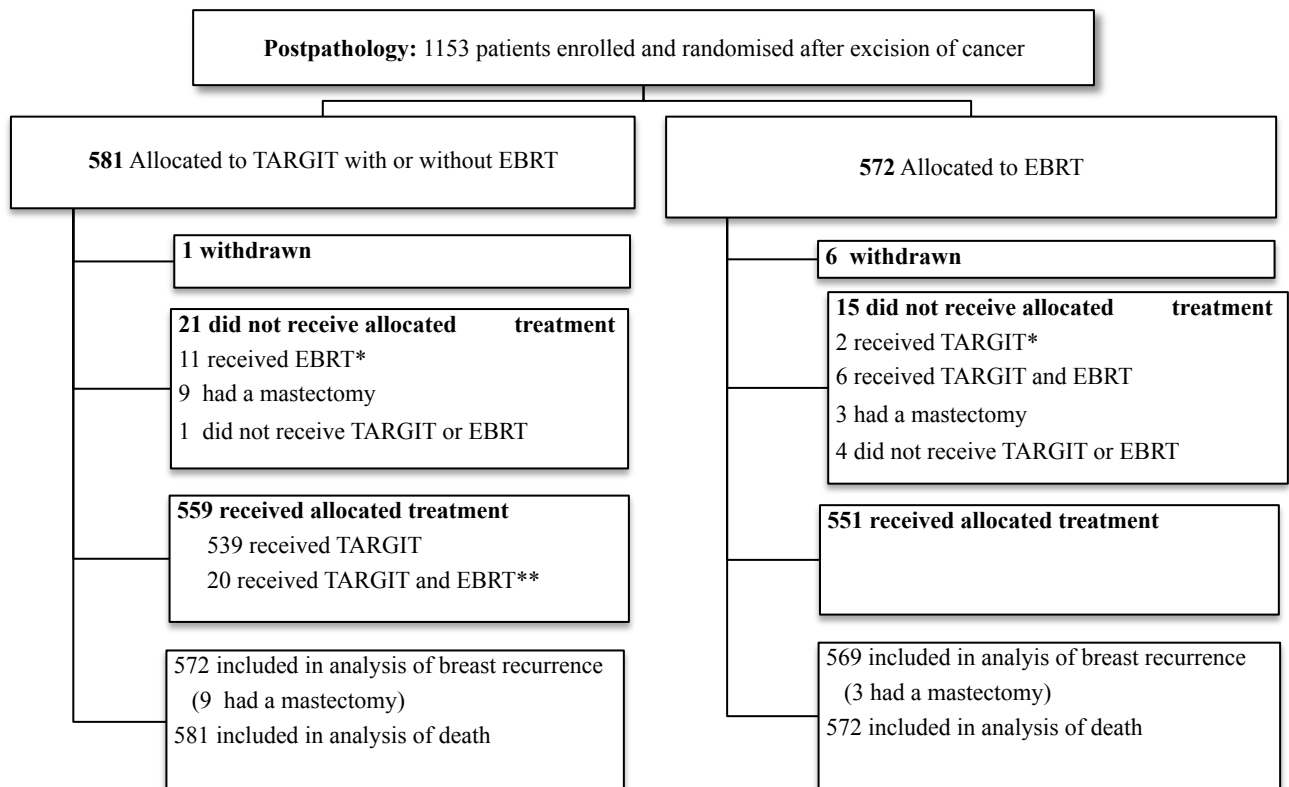 Postpathology: 1153 patients enrolled and randomised after excision of cancer
581 Allocated to TARGIT with or without EBRT
1 withdrawn
21 did not receive allocated treatment
11 received EBRT*
9 had a mastectomy
1 did not receive TARGIT or EBRT
559 received allocated treatment
539 received TARGIT
20 received TARGIT and EBRT**
572 included in analysis of breast recurrence
(9 had a mastectomy)
581 included in analysis of death
572 Allocated to EBRT
6 withdrawn
15 did not receive allocated treatment
2 received TARGIT*
6 received TARGIT and EBRT
3 had a mastectomy
4 did not receive TARGIT or EBRT
551 received allocated treatment
569 included in analyis of breast recurrence
(3 had a mastectomy)
572 included in analysis of death